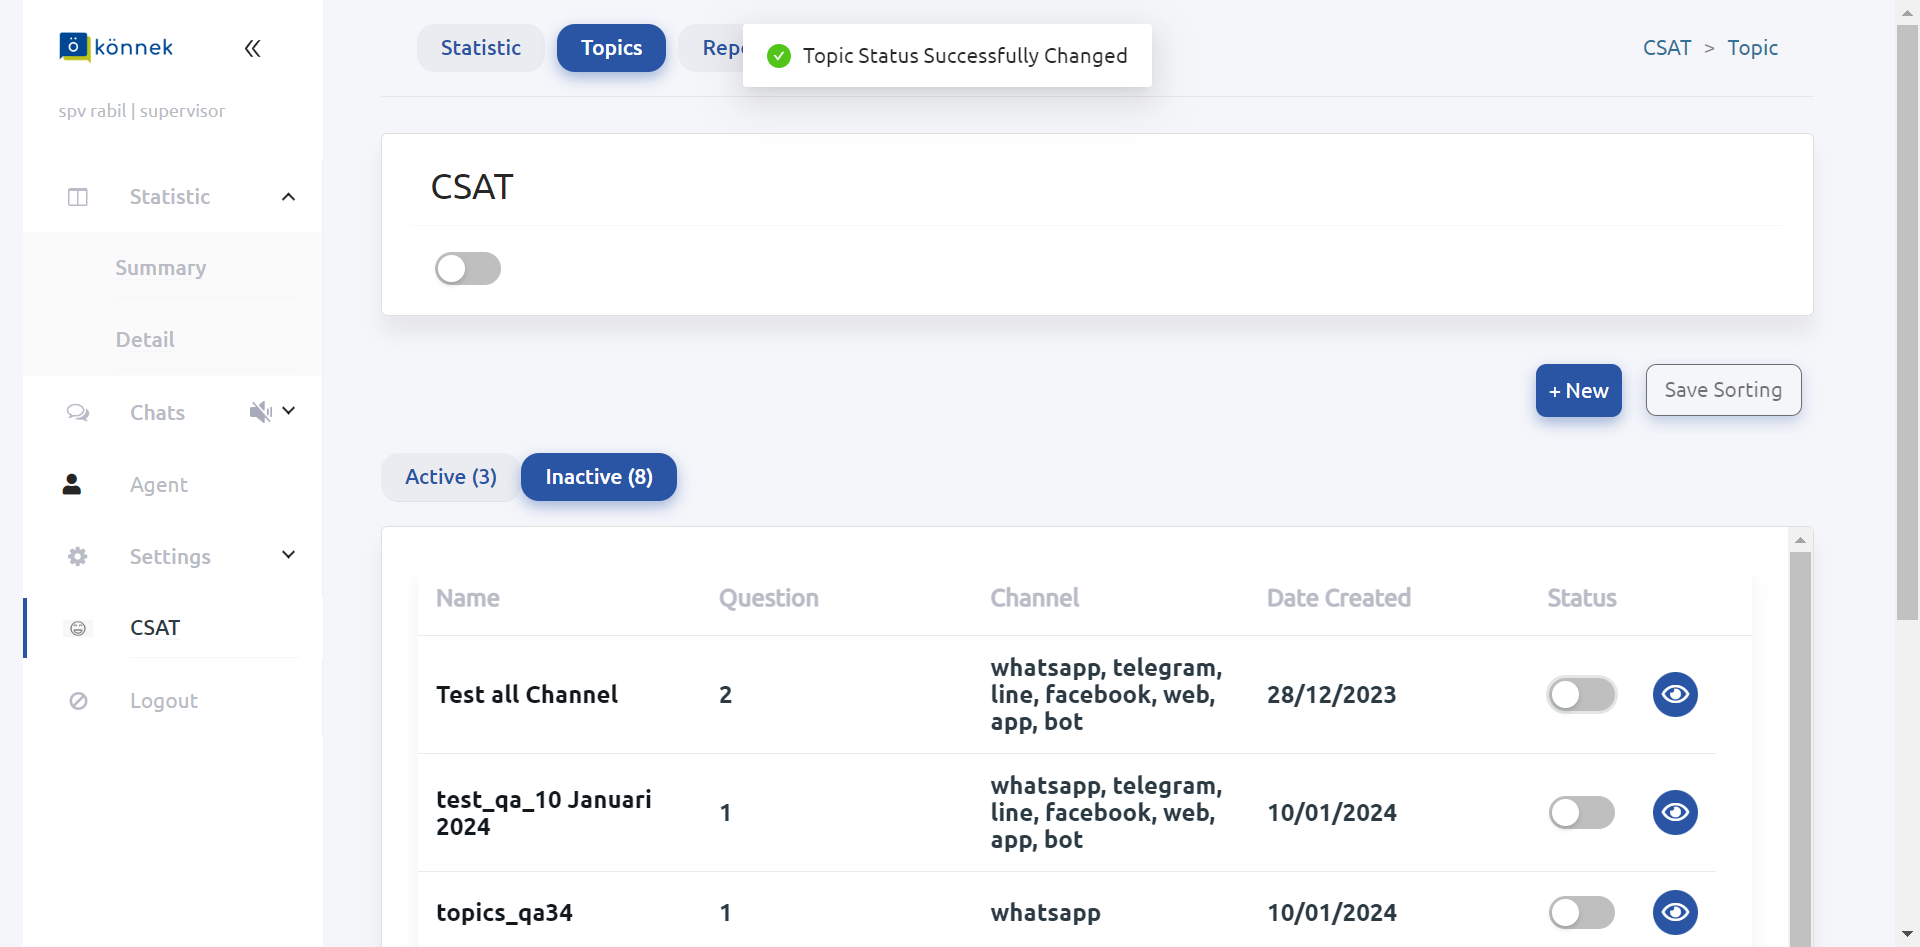 ö könnek
spv rabil | supervisor
Statistic
Summary
Detail
Chats
Agent
Settings
CSAT
Logout
Statistic
Topics
Topic Status Successfully Changed
CSAT > Topic
CSAT
+ New
Save Sorting
Active (3)
Inactive (8)
Name Question Channel Date Created Status
Test all Channel 2 whatsapp, telegram, 28/12/2023
line, facebook, web,
app, bot
test_qa_10 Januari 1 whatsapp, telegram, 10/01/2024
2024 line, facebook, web,
app, bot
topics_qa34 1 whatsapp 10/01/2024